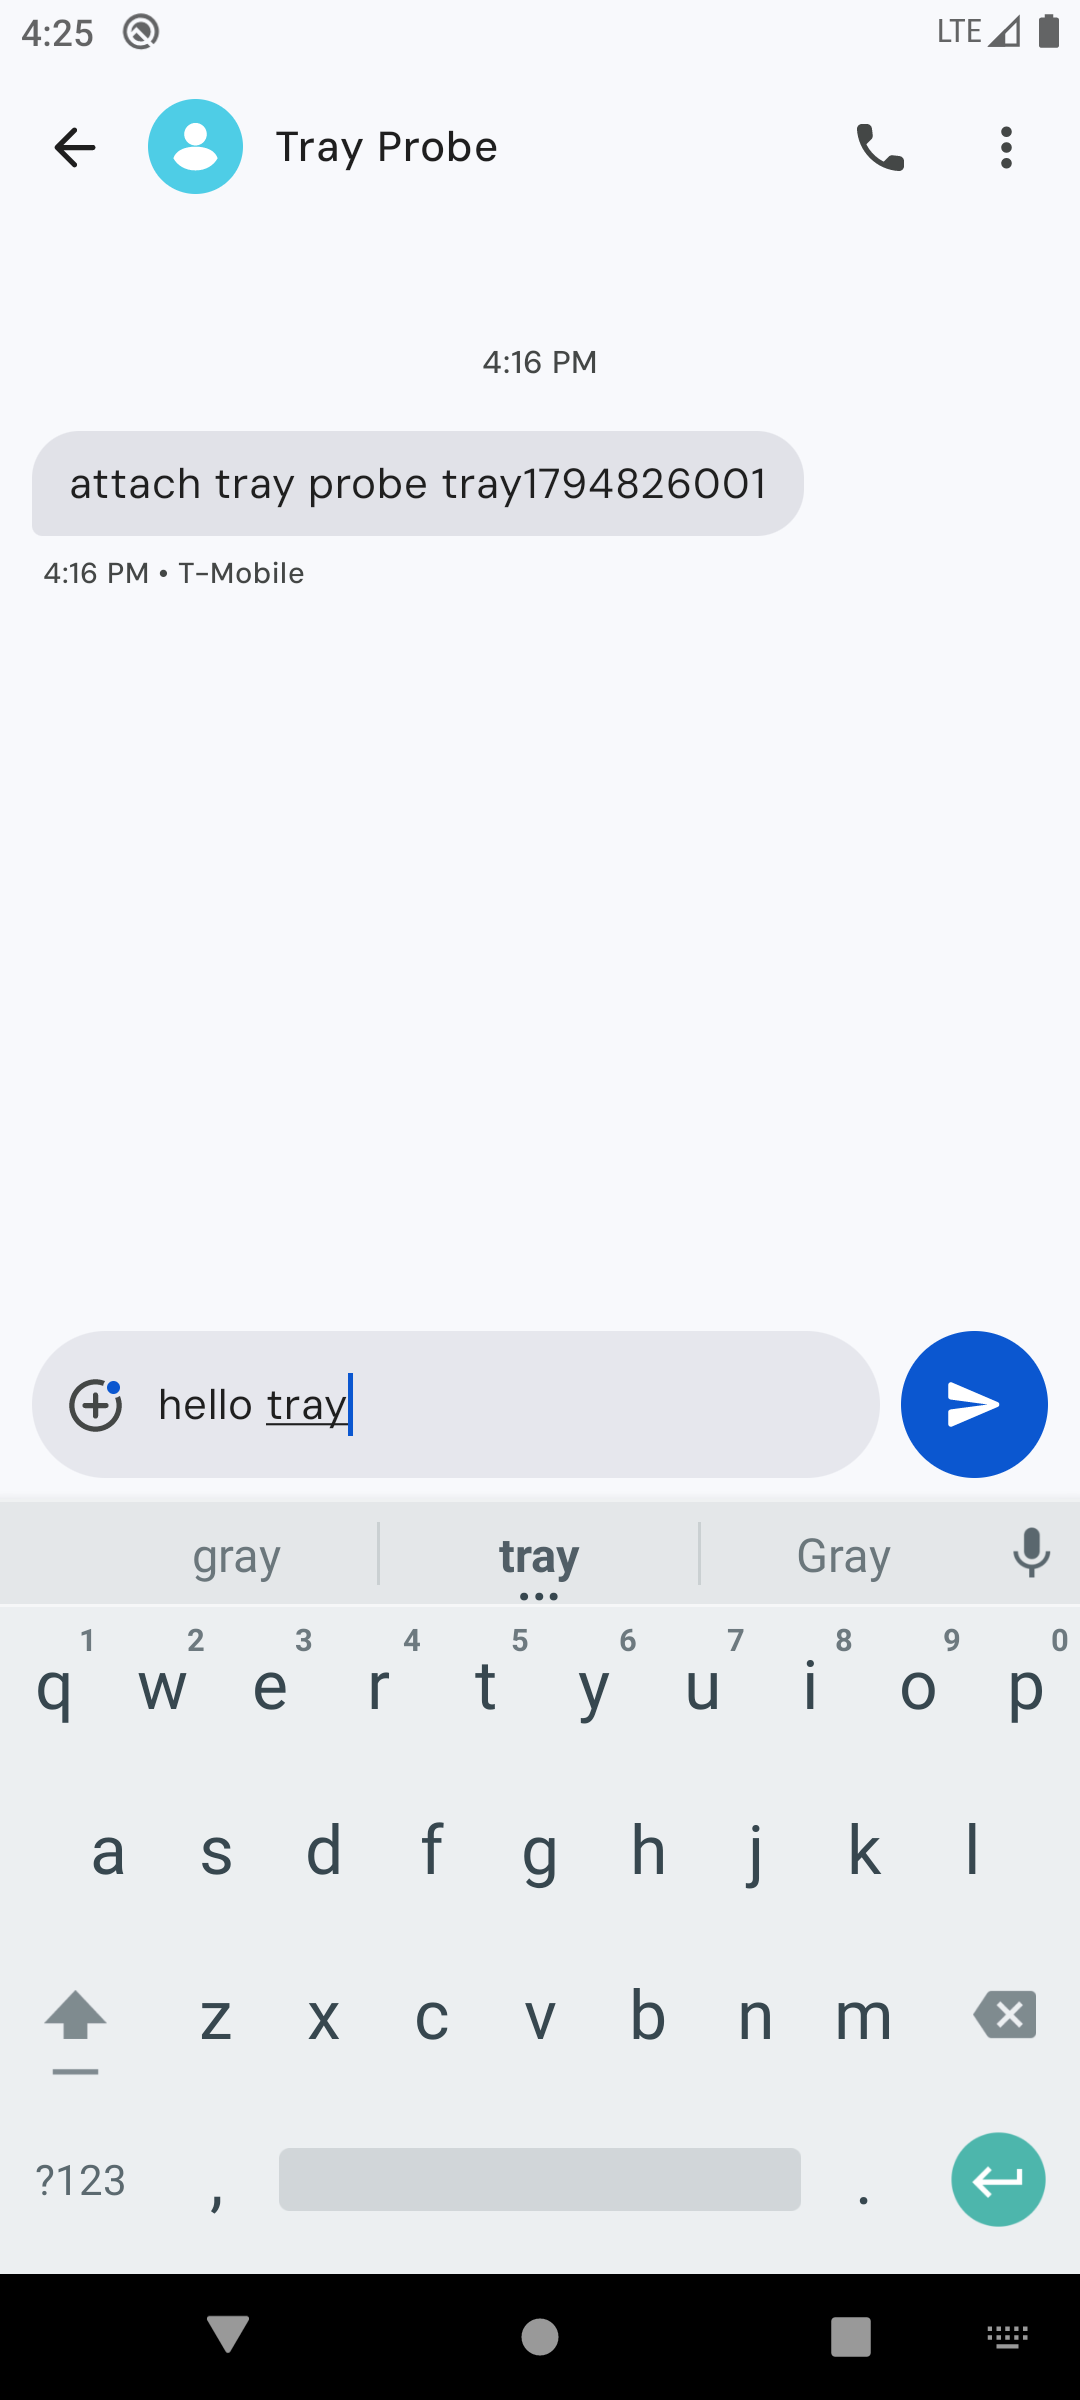 4:25 LTE
Tray Probe
4:16 PM
attach tray probe tray1794826001
4:16 PM • T-Mobile
hello tray
gray tray Gray
1 2 3 4 5 6 7 8 9 0
q w e r t y u i o p
a s d f g h j k l
z x c v b n m
?123 , .